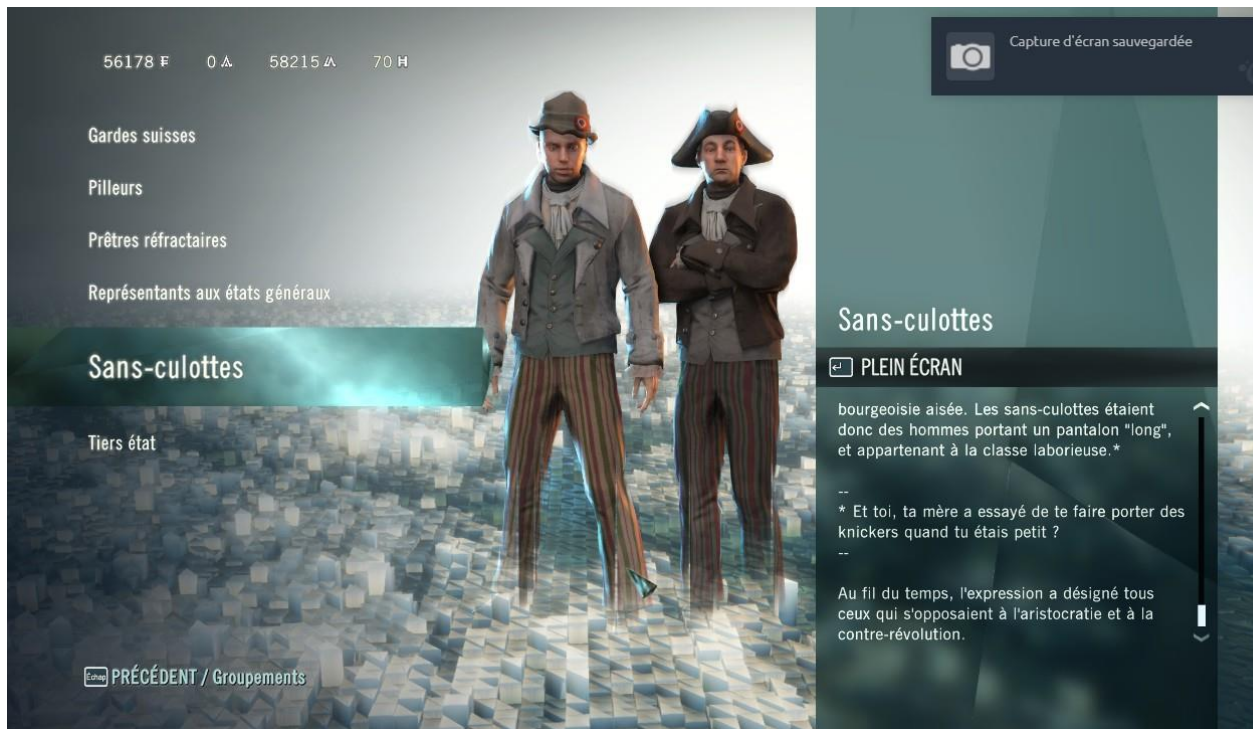 56178 F 0 58215 70 H
Capture d'écran sauvegardée
Gardes suisses
Pilleurs
Prêtres réfractaires
Représentants aux états généraux
Sans-culottes
Tiers état
Échap PRÉCÉDENT / Groupements
Sans-culottes
PLEIN ÉCRAN
bourgeoisie aisée. Les sans-culottes étaient
donc des hommes portant un pantalon "long",
et appartenant à la classe laborieuse.*
--
* Et toi, ta mère a essayé de te faire porter des
knickers quand tu étais petit ?
--
Au fil du temps, l'expression a désigné tous
ceux qui s'opposaient à l'aristocratie et à la
contre-révolution.